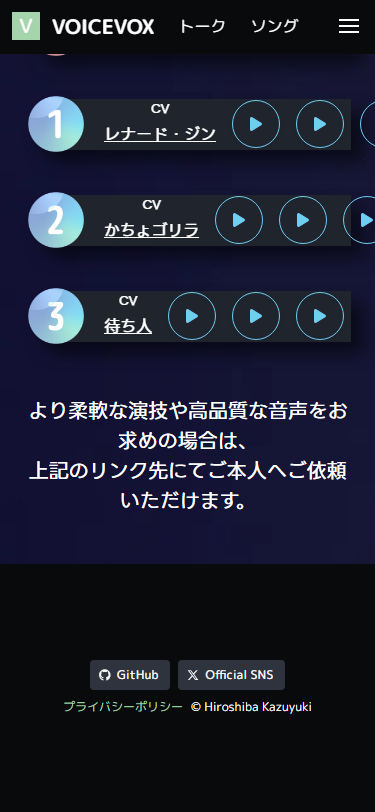 V VOICEVOX トーク ソング
1 CV
レナード・ジン
2 CV
かちょゴリラ
3 CV
待ち人
より柔軟な演技や高品質な音声をお
求めの場合は、
上記のリンク先にてご本人へご依頼
いただけます。
GitHub Official SNS
プライバシーポリシー © Hiroshiba Kazuyuki